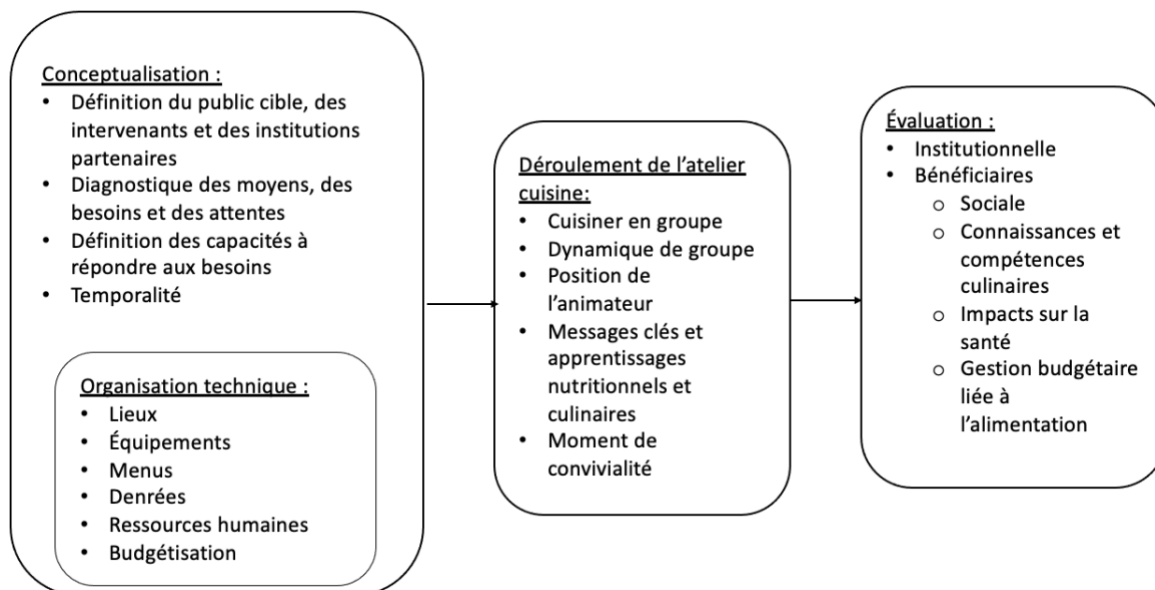 Conceptualisation :
• Définition du public cible, des
intervenants et des institutions
partenaires
• Diagnostique des moyens, des
besoins et des attentes
• Définition des capacités à
répondre aux besoins
• Temporalité
Organisation technique :
• Lieux
• Équipements
• Menus
• Denrées
• Ressources humaines
• Budgétisation
Déroulement de l’atelier
cuisine:
• Cuisiner en groupe
• Dynamique de groupe
• Position de
l’animateur
• Messages clés et
apprentissages
nutritionnels et
culinaires
• Moment de
convivialité
Évaluation :
• Institutionnelle
• Bénéficiaires
o Sociale
o Connaissances et
compétences
culinaires
o Impacts sur la
santé
o Gestion budgétaire
liée à
l’alimentation